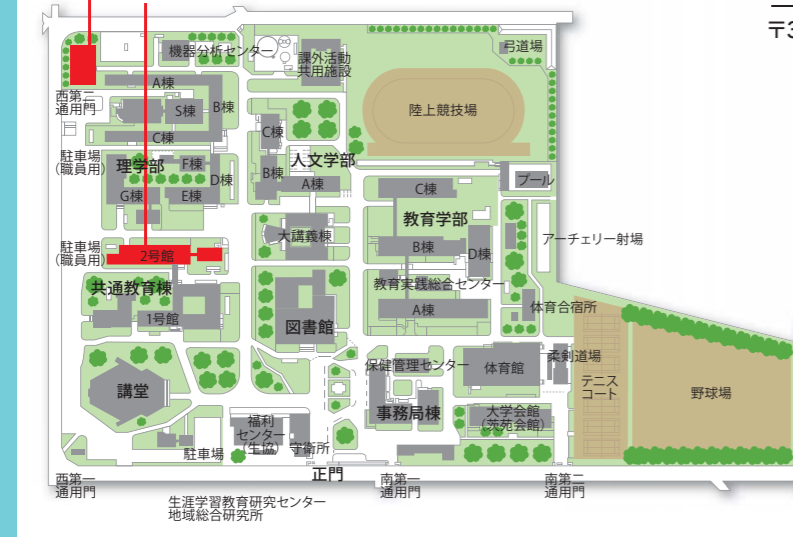 〒3
機器分析センター
課外活動
共用施設
弓道場
西第二
通用門
A棟
S棟
B棟
C棟
陸上競技場
C棟
駐車場
（職員用）
理学部
F棟
D棟
G棟
E棟
人文学部
B棟
A棟
プール
C棟
教育学部
大講義棟
B棟
D棟
アーチェリー射場
駐車場
（職員用）
2号館
共通教育棟
1号館
教育実践総合センター
A棟
体育合宿所
図書館
保健管理センター
体育館
柔剣道場
テニス
コート
野球場
講堂
事務局棟
大学会館
（茨苑会館）
福利
センター
（生協）
守衛所
駐車場
正門
西第一
通用門
南第一
通用門
南第二
通用門
生涯学習教育研究センター
地域総合研究所